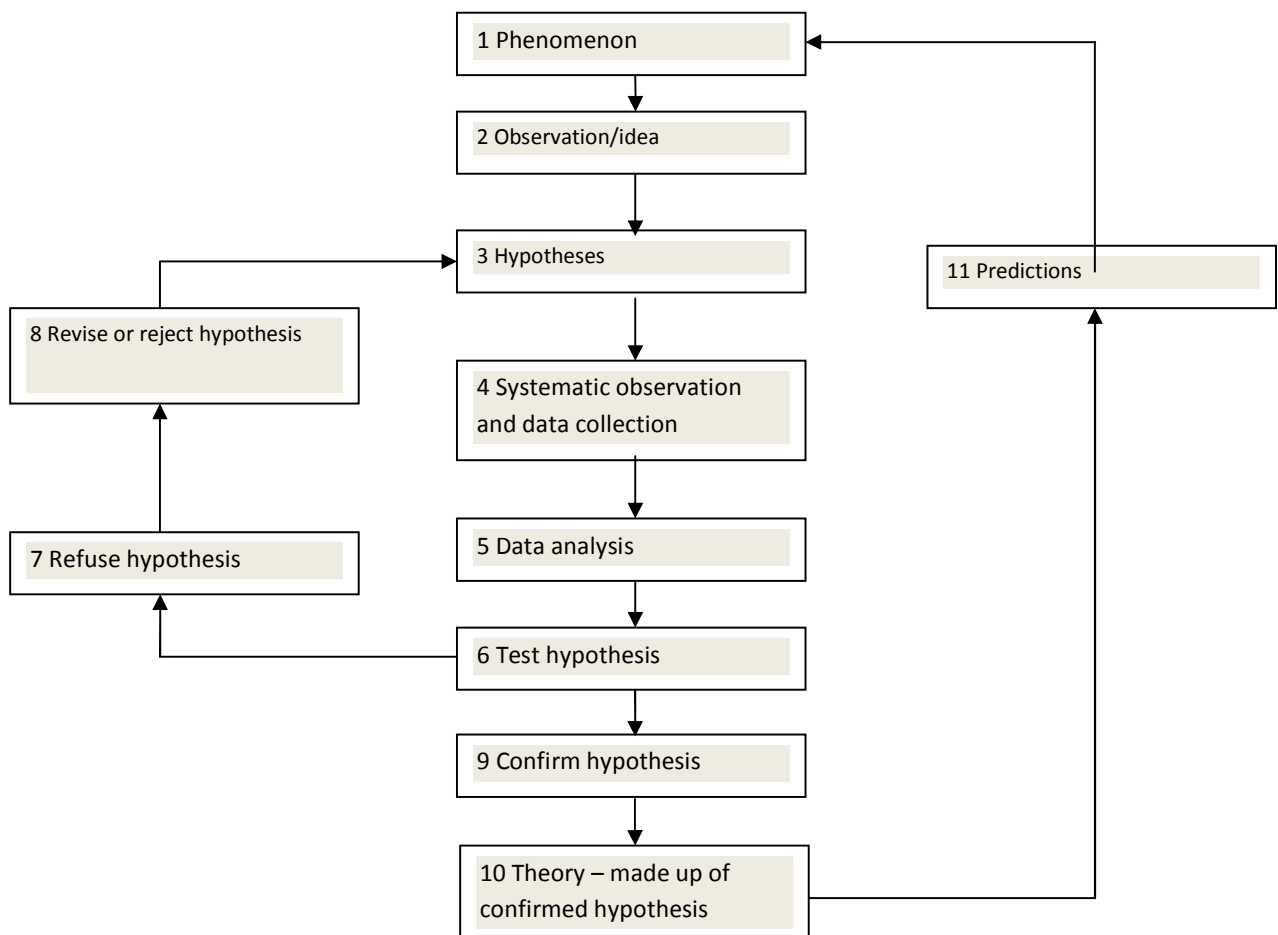 1 Phenomenon
2 Observation/idea
3 Hypotheses
11 Predictions
8 Revise or reject hypothesis
4 Systematic observation
and data collection
5 Data analysis
7 Refuse hypothesis
6 Test hypothesis
9 Confirm hypothesis
10 Theory – made up of
confirmed hypothesis